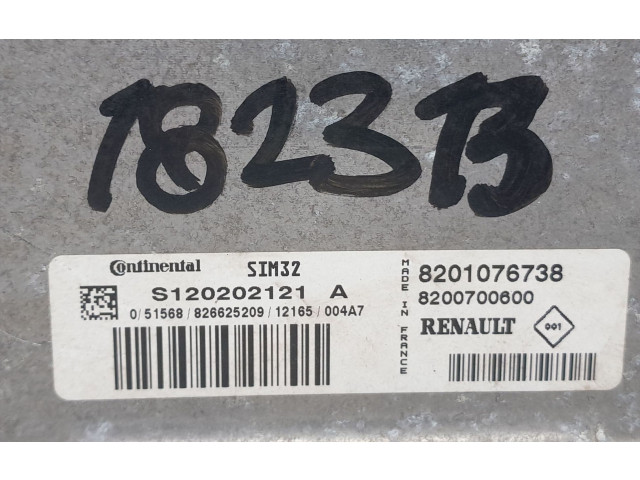 1823B
Continental SIM32
S120202121 A
0/51568/826625209/12165/004A7
MADE IN FRANCE
8201076738
8200700600
RENAULT 001